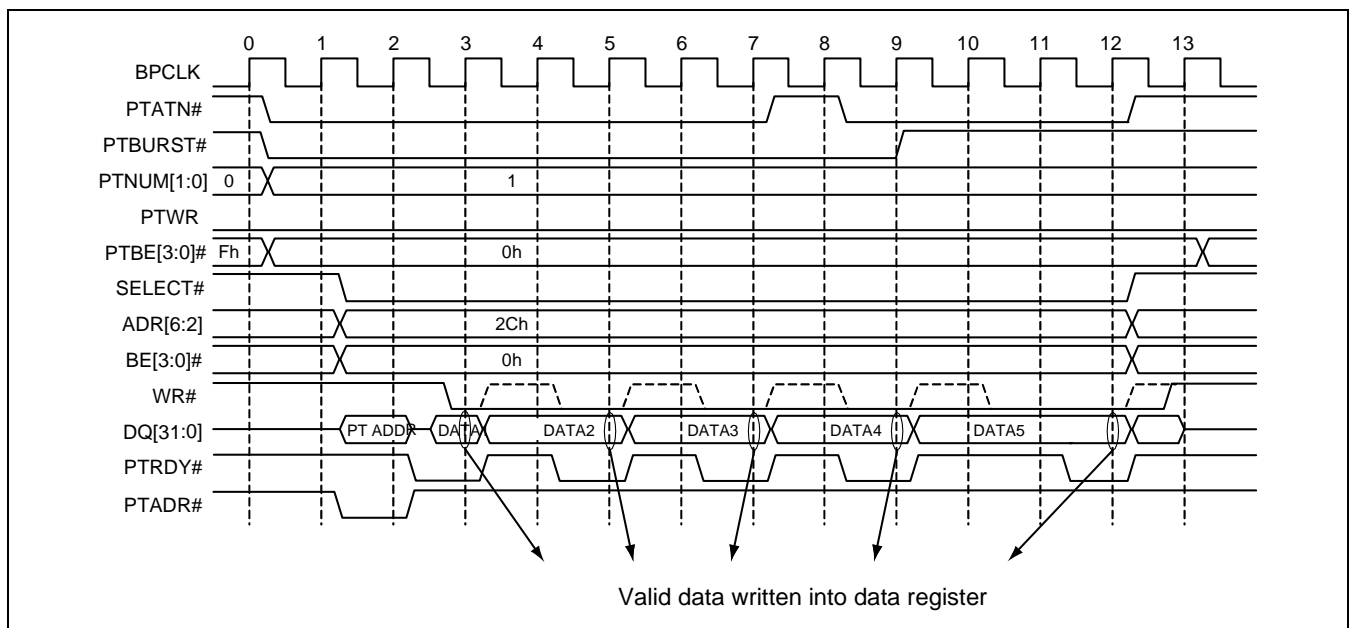 0 1 2 3 4 5 6 7 8 9 10 11 12 13
BPCLK
PTATN#
PTBURST#
PTNUM[1:0] 0 1
PTWR
PTBE[3:0]# Fh 0h
SELECT#
ADR[6:2] 2Ch
BE[3:0]# 0h
WR#
DQ[31:0] PT ADDR DATA DATA2 DATA3 DATA4 DATA5
PTRDY#
PTADR#
Valid data written into data register